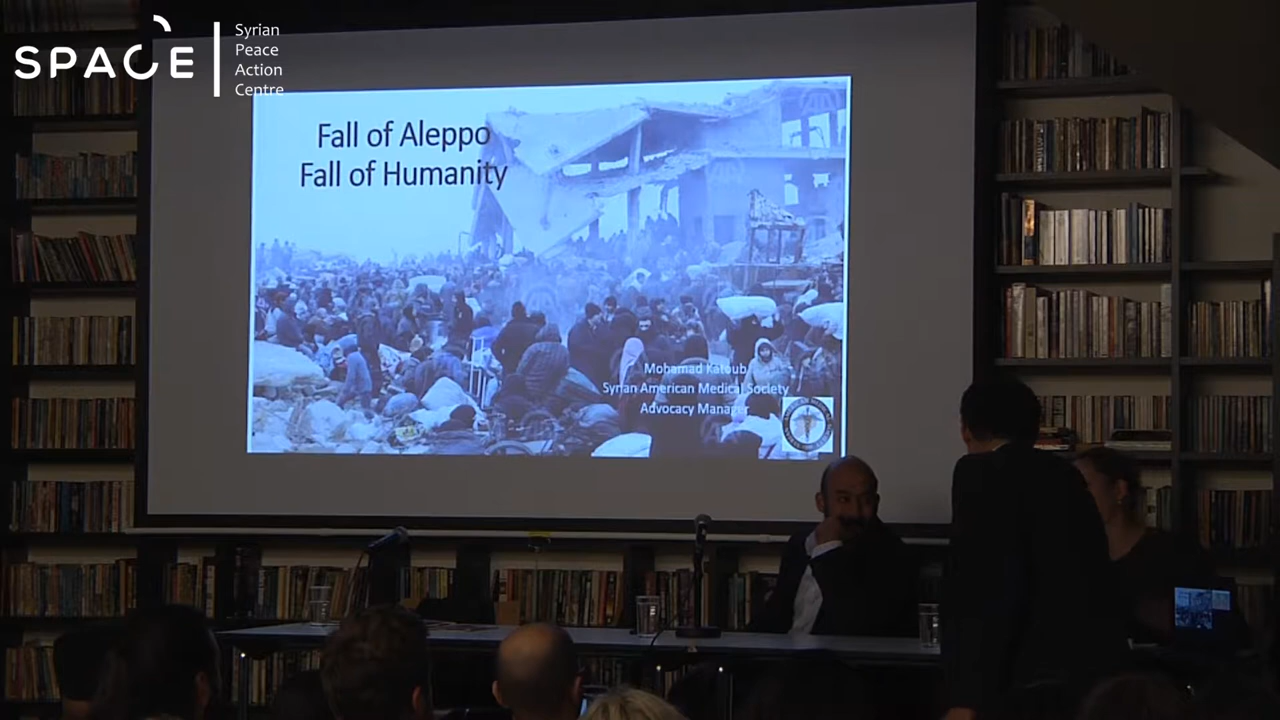 SPACE
Syrian
Peace
Action
Centre
Fall of Aleppo
Fall of Humanity
Mohamad Katoub
Syrian American Medical Society
Advocacy Manager